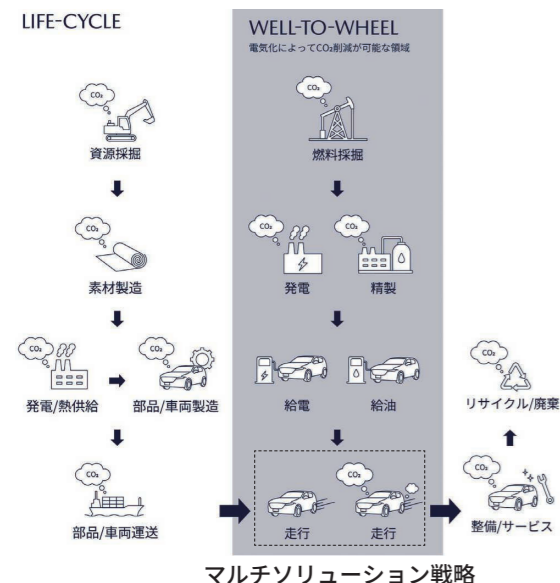 LIFE-CYCLE
CO₂
資源採掘
CO₂
素材製造
CO₂
CO₂
発電/熱供給
部品/車両製造
CO₂
部品/車両運送
WELL-TO-WHEEL
電気化によってCO₂削減が可能な領域
CO₂
燃料採掘
CO₂
CO₂
発電
精製
給電
給油
CO₂
走行
走行
CO₂
リサイクル/廃棄
CO₂
整備/サービス
マルチソリューション戦略